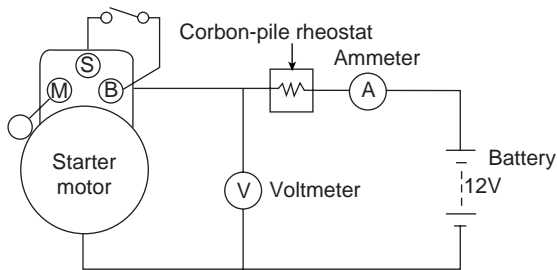 Corbon-pile rheostat
Ammeter
S
M
B
A
Starter
motor
V
Voltmeter
Battery
12V